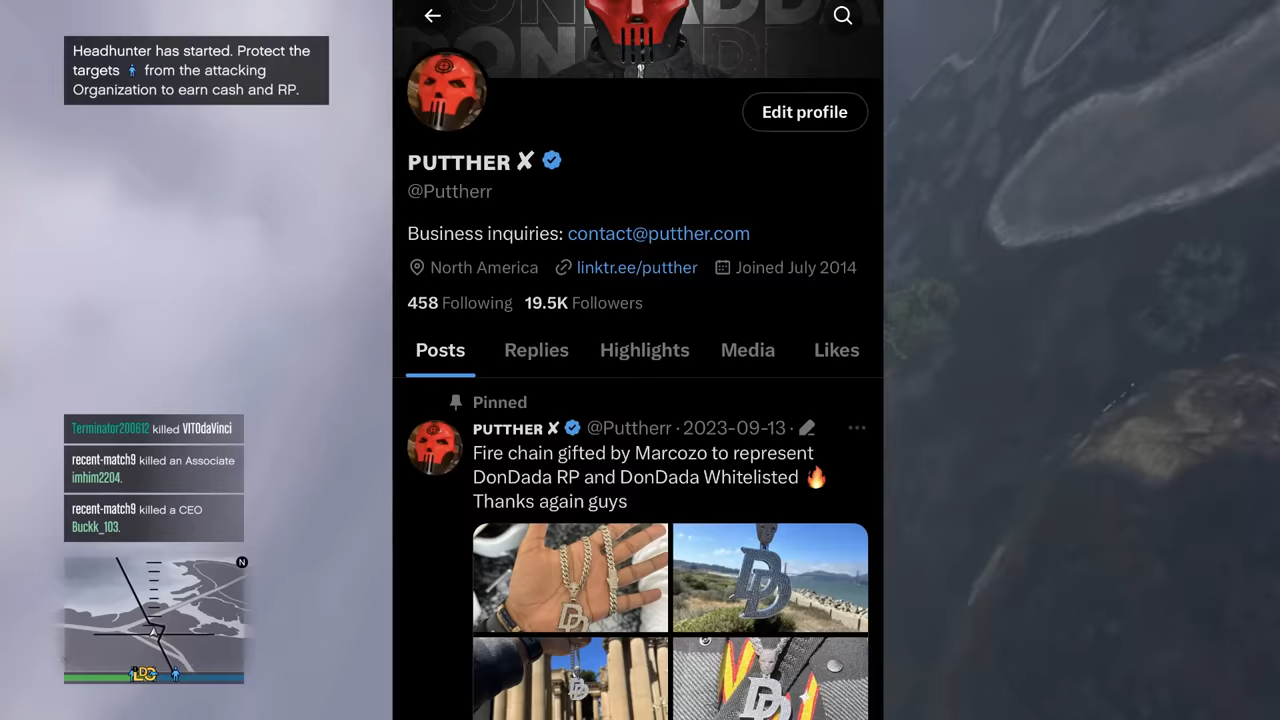 Headhunter has started. Protect the
targets from the attacking
Organization to earn cash and RP.
Terminator200612 killed VITOdaVinci
recent-match9 killed an Associate
imhim2204.
recent-match9 killed a CEO
Buckk_103.
N
Edit profile
PUTTHER X
@Puttherr
Business inquiries: contact@putther.com
North America linktr.ee/putther Joined July 2014
458 Following 19.5K Followers
Posts Replies Highlights Media Likes
Pinned
PUTTHER X @Puttherr · 2023-09-13 ·
Fire chain gifted by Marcozo to represent
DonDada RP and DonDada Whitelisted 🔥
Thanks again guys
DD
DD
DD
DD